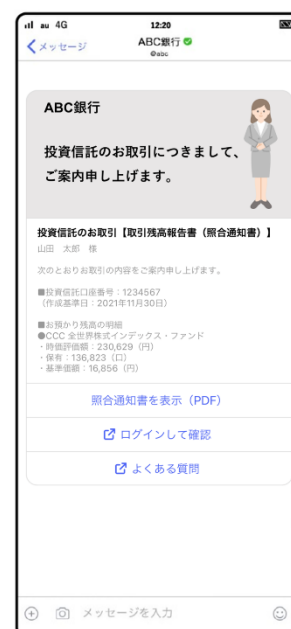 au 4G
12:20
メッセージ
ABC銀行
@abc
ABC銀行
投資信託のお取引につきまして、
ご案内申し上げます。
投資信託のお取引【取引残高報告書（照合通知書）】
山田 太郎 様
次のとおりお取引の内容をご案内申し上げます。
■投資信託口座番号：1234567
（作成基準日：2021年11月30日）
■お預かり残高の明細
●CCC 全世界株式インデックス・ファンド
・時価評価額：230,629（円）
・保有：136,823（口）
・基準価額：16,856（円）
照合通知書を表示（PDF）
ログインして確認
よくある質問
メッセージを入力